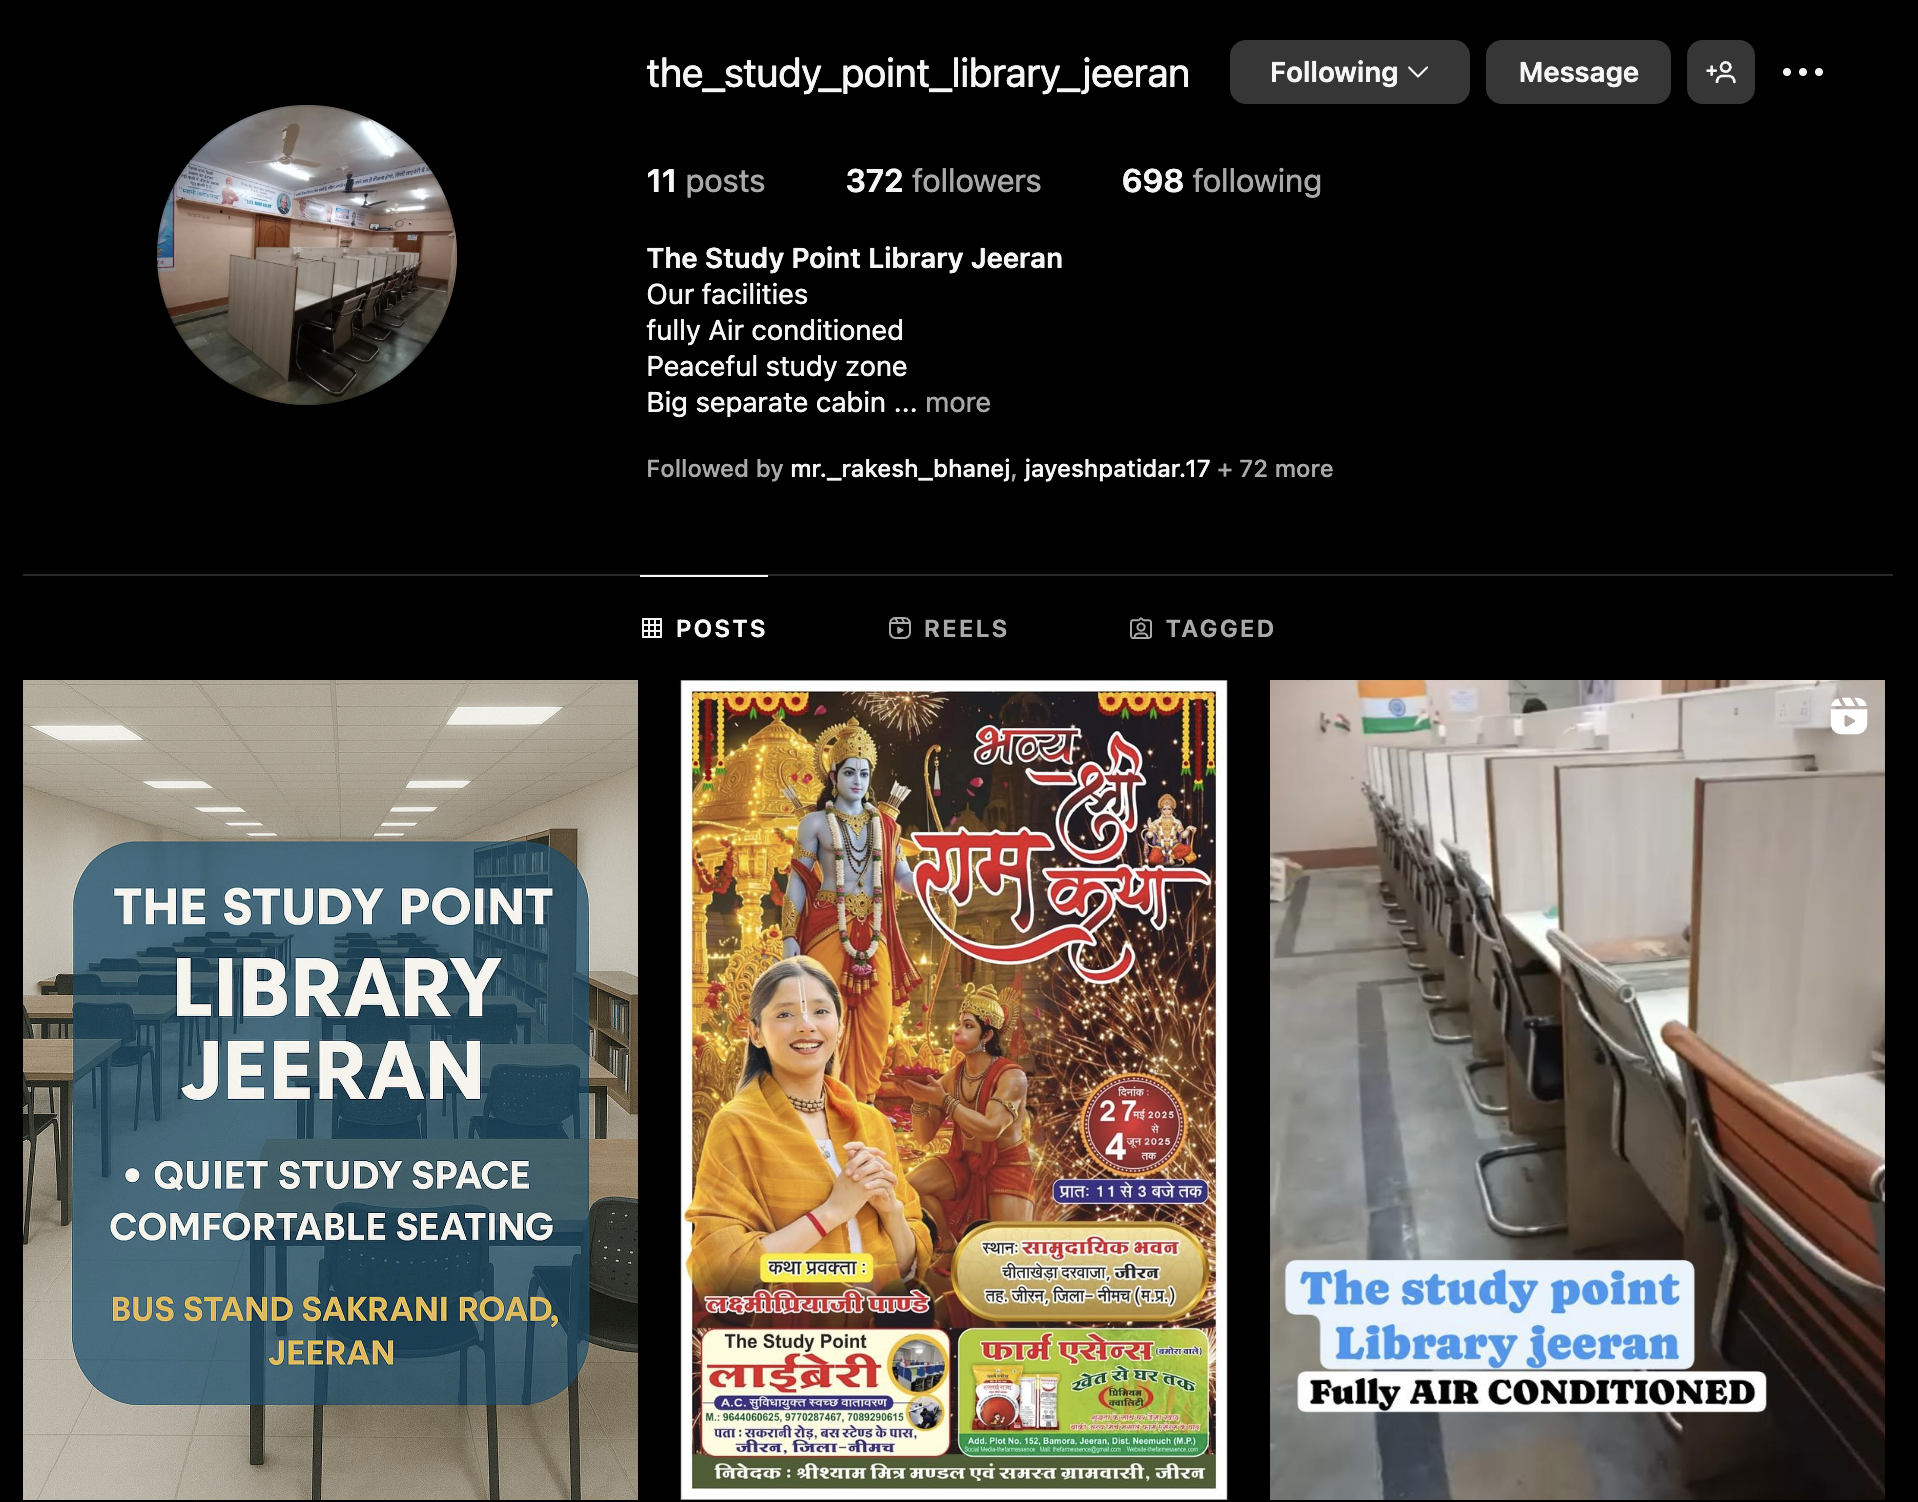 the_study_point_library_jeeran
Following
Message
11 posts
372 followers
698 following
The Study Point Library Jeeran
Our facilities
fully Air conditioned
Peaceful study zone
Big separate cabin ... more
Followed by mr._rakesh_bhanej, jayeshpatidar.17 + 72 more
POSTS
REELS
TAGGED
THE STUDY POINT
LIBRARY
JEERAN
• QUIET STUDY SPACE
COMFORTABLE SEATING
BUS STAND SAKRANI ROAD,
JEERAN
भव्य
श्री
राम
कथा
दिनांक :
27 मई 2025
से
4 जून 2025
तक
प्रातः 11 से 3 बजे तक
स्थानः सामुदायिक भवन
चीताखेड़ा दरवाजा, जीरन
तह. जीरन, जिला- नीमच (म.प्र.)
कथा प्रवक्ता :
लक्ष्मीप्रियाजी पाण्डे
The Study Point
लाईब्रेरी
A.C. सुविधायुक्त स्वच्छ वातावरण
M.: 9644060625, 9770287467, 7089290615
पता : सकरानी रोड़, बस स्टेण्ड के पास,
जीरन, जिला-नीमच
फार्म एसेन्स (बमोरा वाले)
खेत से घर तक
प्रिमियम
क्वालिटी
Add. Plot No. 152, Bamora, Jeeran, Dist. Neemuch (M.P.)
निवेदक : श्रीश्याम मित्र मण्डल एवं समस्त ग्रामवासी, जीरन
The study point
Library jeeran
Fully AIR CONDITIONED